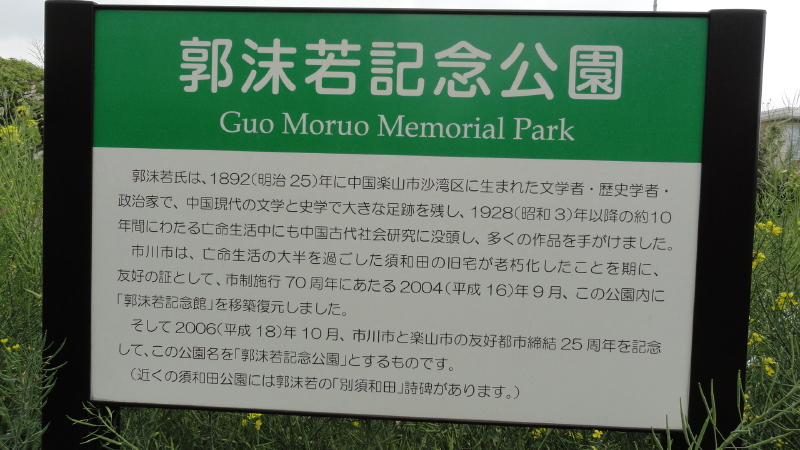 郭沫若記念公園
Guo Moruo Memorial Park
郭沫若氏は、1892(明治25)年に中国楽山市沙湾区に生まれた文学者・歴史学者・
政治家で、中国現代の文学と史学で大きな足跡を残し、1928(昭和3)年以降の約10
年間にわたる亡命生活中にも中国古代社会研究に没頭し、多くの作品を手がけました。
市川市は、亡命生活の大半を過ごした須和田の旧宅が老朽化したことを期に、
友好の証として、市制施行70周年にあたる2004(平成16)年9月、この公園内に
「郭沫若記念館」を移築復元しました。
そして2006(平成18)年10月、市川市と楽山市の友好都市締結25周年を記念
して、この公園名を「郭沫若記念公園」とするものです。
(近くの須和田公園には郭沫若の「別須和田」詩碑があります。)